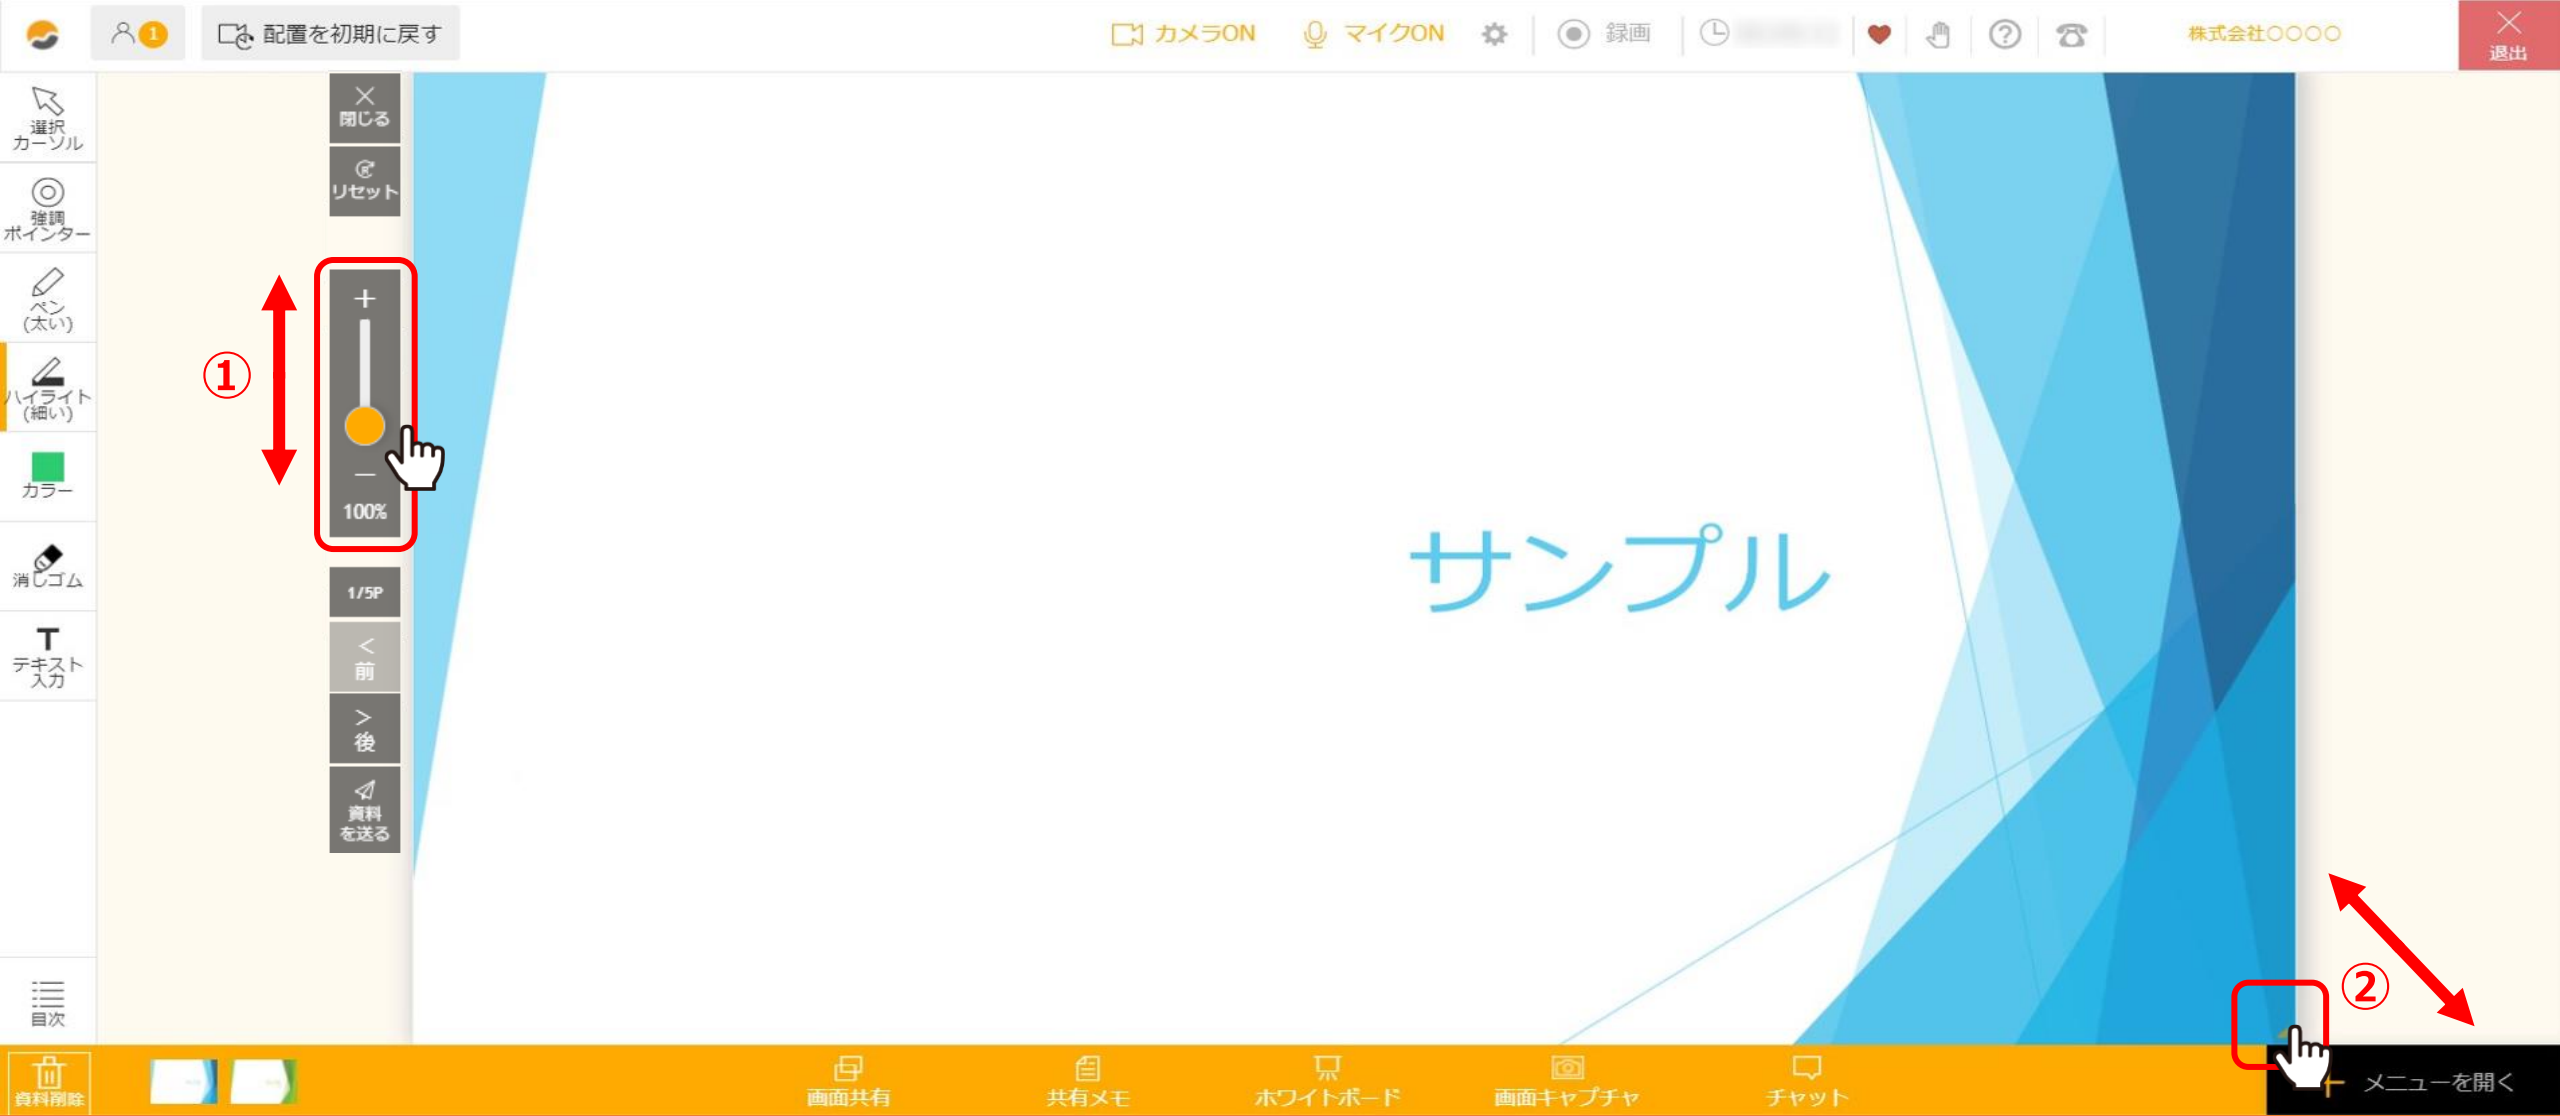 1
配置を初期に戻す
カメラON
マイクON
録画
株式会社○○○○
退出
選択
カーソル
強調
ポインター
ペン
(太い)
ハイライト
(細い)
カラー
消しゴム
T
テキスト
入力
目次
閉じる
リセット
①
+
−
100%
1/5P
<
前
>
後
資料
を送る
サンプル
②
資料削除
画面共有
共有メモ
ホワイトボード
画面キャプチャ
チャット
メニューを開く